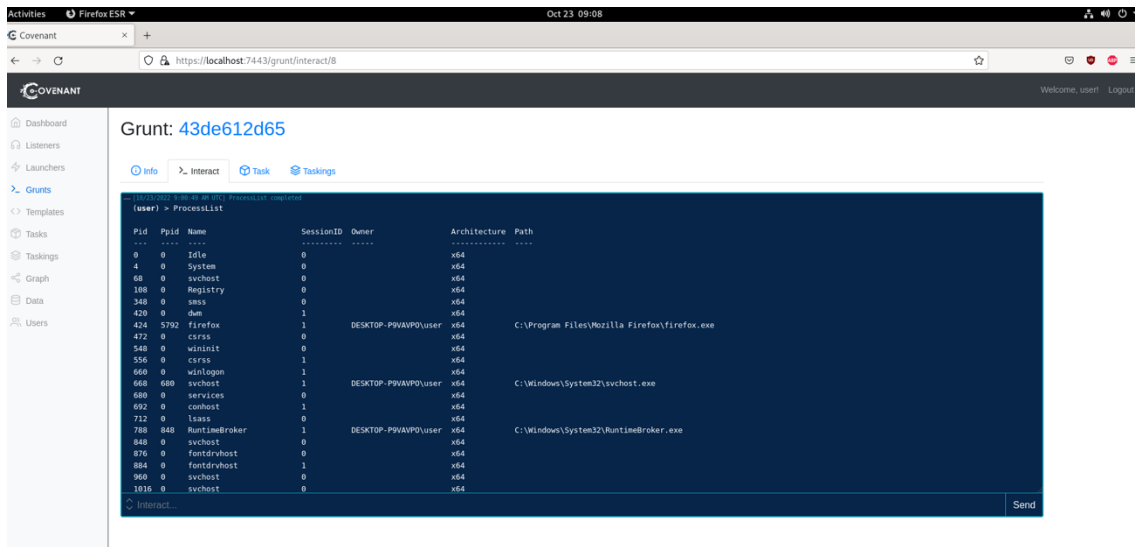 Activities Firefox ESR Oct 23 09:08
Covenant × +
https://localhost:7443/grunt/interact/8
COVENANT Welcome, user! Logout
Dashboard
Listeners
Launchers
Grunts
Templates
Tasks
Taskings
Graph
Data
Users
Grunt: 43de612d65
Info >_ Interact Task Taskings
[10/23/2022 9:00:49 AM UTC] ProcessList completed
(user) > ProcessList
Pid Ppid Name SessionID Owner Architecture Path
--- ---- ---- --------- ----- ------------ ----
0 0 Idle 0 x64
4 0 System 0 x64
68 0 svchost 0 x64
108 0 Registry 0 x64
348 0 smss 0 x64
420 0 dwm 1 x64
424 5792 firefox 1 DESKTOP-P9VAVPO\user x64 C:\Program Files\Mozilla Firefox\firefox.exe
472 0 csrss 0 x64
548 0 wininit 0 x64
556 0 csrss 1 x64
660 0 winlogon 1 x64
668 680 svchost 1 DESKTOP-P9VAVPO\user x64 C:\Windows\System32\svchost.exe
680 0 services 0 x64
692 0 conhost 1 x64
712 0 lsass 0 x64
788 848 RuntimeBroker 1 DESKTOP-P9VAVPO\user x64 C:\Windows\System32\RuntimeBroker.exe
848 0 svchost 0 x64
876 0 fontdrvhost 0 x64
884 0 fontdrvhost 1 x64
960 0 svchost 0 x64
1016 0 svchost 0 x64
Interact... Send